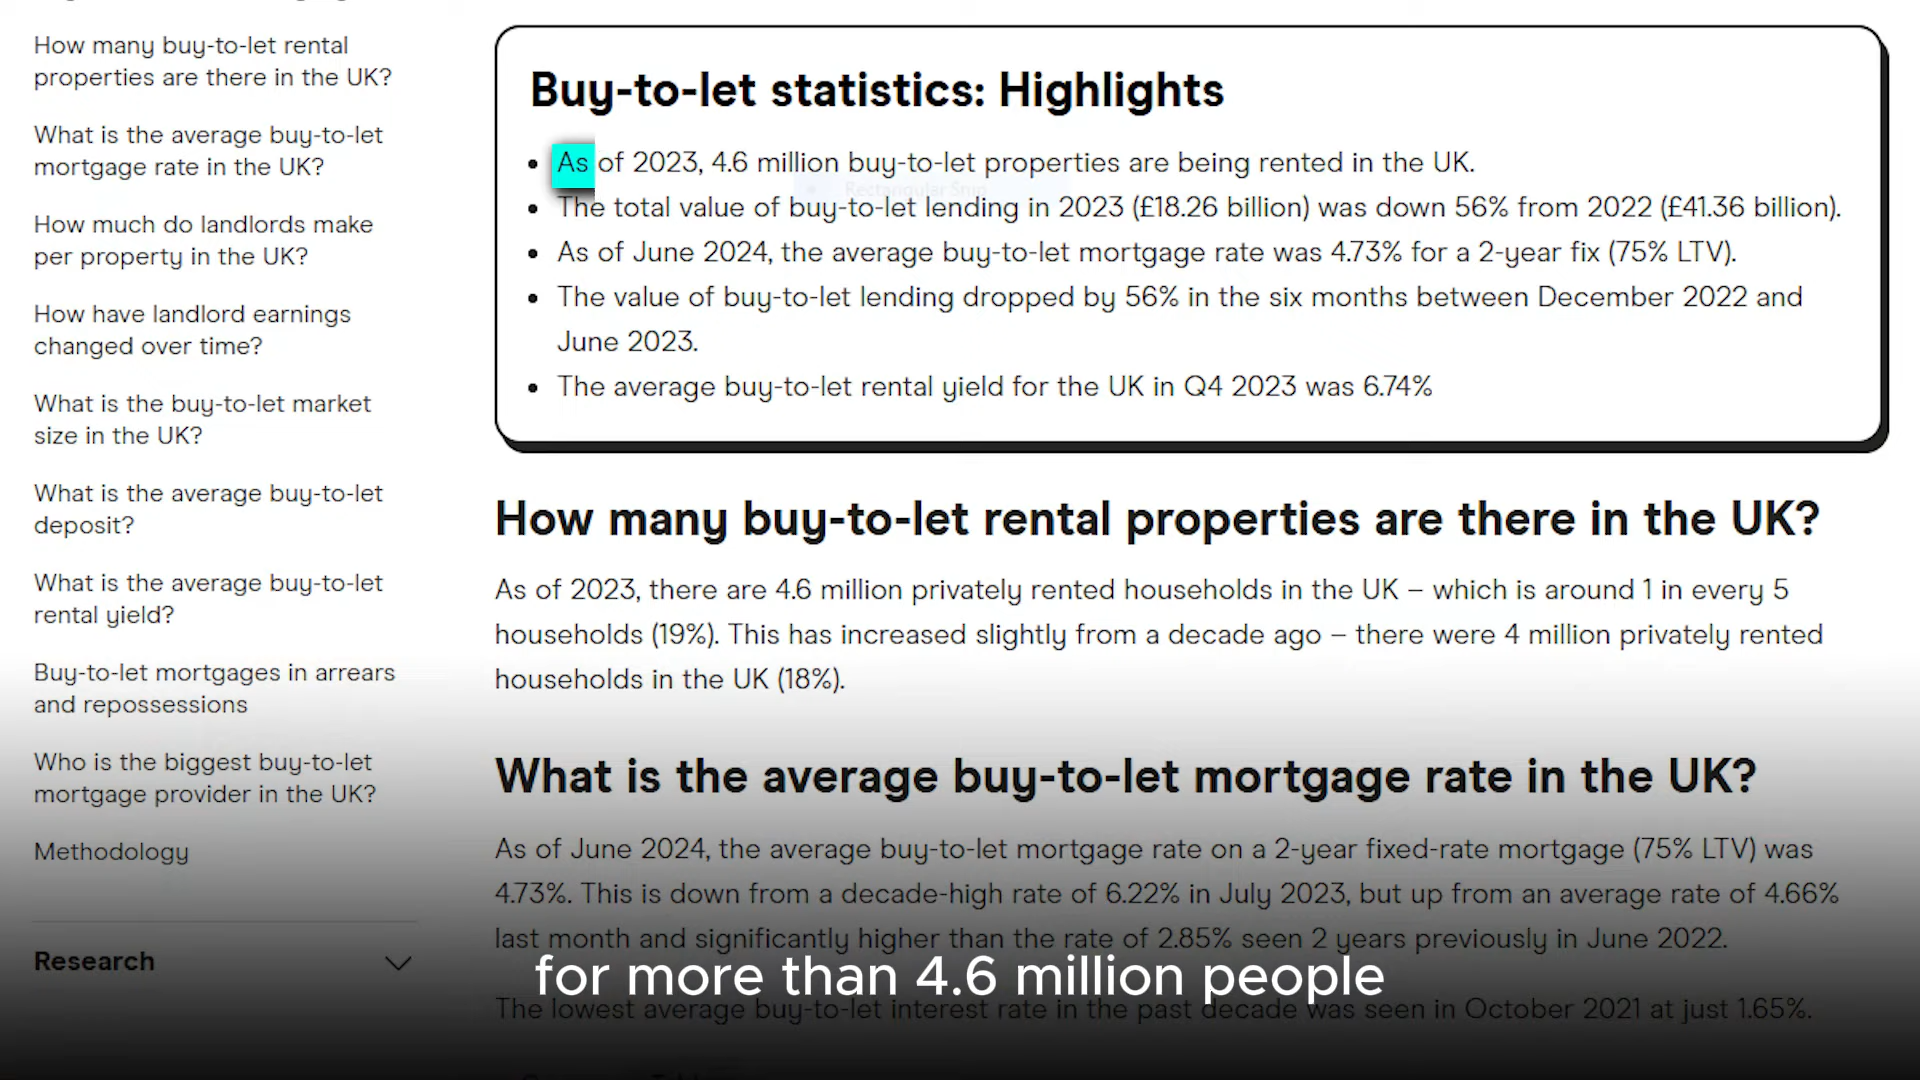 How many buy-to-let rental
properties are there in the UK?
What is the average buy-to-let
mortgage rate in the UK?
How much do landlords make
per property in the UK?
How have landlord earnings
changed over time?
What is the buy-to-let market
size in the UK?
What is the average buy-to-let
deposit?
What is the average buy-to-let
rental yield?
Buy-to-let mortgages in arrears
and repossessions
Who is the biggest buy-to-let
mortgage provider in the UK?
Methodology
Research
Buy-to-let statistics: Highlights
• As of 2023, 4.6 million buy-to-let properties are being rented in the UK.
Rectangular Snip
• The total value of buy-to-let lending in 2023 (£18.26 billion) was down 56% from 2022 (£41.36 billion).
• As of June 2024, the average buy-to-let mortgage rate was 4.73% for a 2-year fix (75% LTV).
• The value of buy-to-let lending dropped by 56% in the six months between December 2022 and
June 2023.
• The average buy-to-let rental yield for the UK in Q4 2023 was 6.74%
How many buy-to-let rental properties are there in the UK?
As of 2023, there are 4.6 million privately rented households in the UK – which is around 1 in every 5
households (19%). This has increased slightly from a decade ago – there were 4 million privately rented
households in the UK (18%).
What is the average buy-to-let mortgage rate in the UK?
As of June 2024, the average buy-to-let mortgage rate on a 2-year fixed-rate mortgage (75% LTV) was
4.73%. This is down from a decade-high rate of 6.22% in July 2023, but up from an average rate of 4.66%
last month and significantly higher than the rate of 2.85% seen 2 years previously in June 2022.
for more than 4.6 million people
The lowest average buy-to-let interest rate in the past decade was seen in October 2021 at just 1.65%.